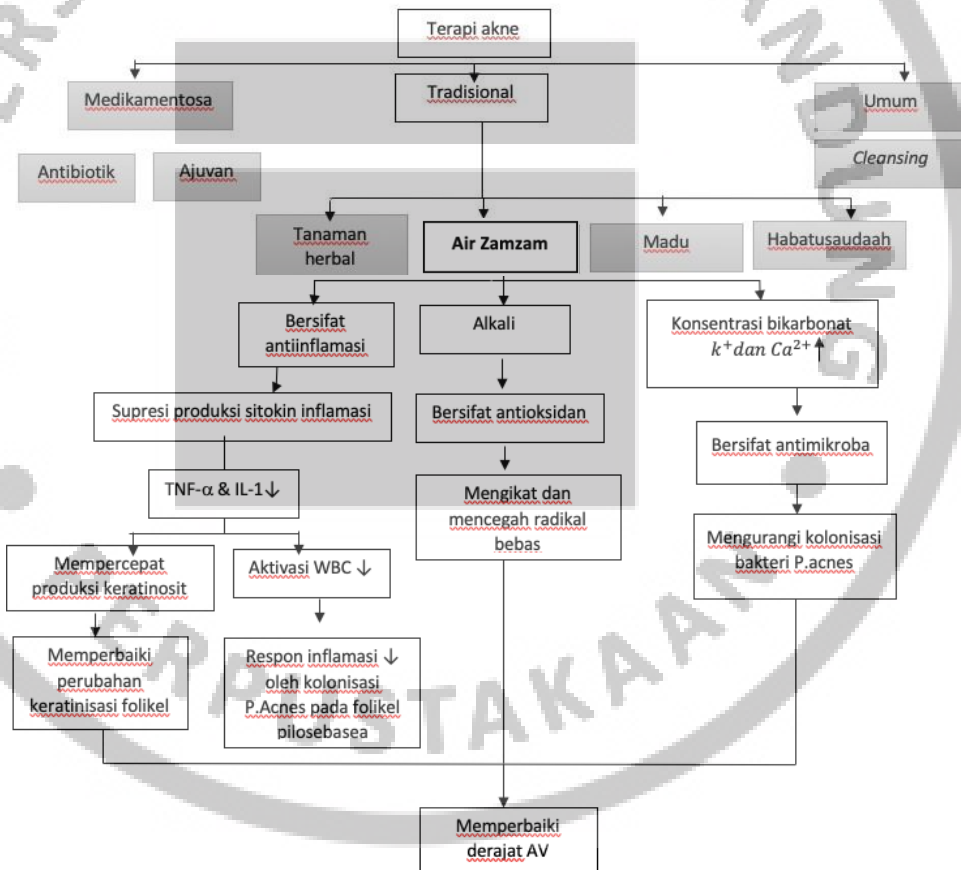 Terapi akne
Medikamentosa
Tradisional
Umum
Antibiotik
Ajuvan
Cleansing
Tanaman
herbal
Air Zamzam
Madu
Habatusaudaah
Bersifat
antiinflamasi
Alkali
Konsentrasi bikarbonat
k⁺dan Ca²⁺↑
Supresi produksi sitokin inflamasi
Bersifat antioksidan
Bersifat antimikroba
TNF-α & IL-1↓
Mengikat dan
mencegah radikal
bebas
Mengurangi kolonisasi
bakteri P.acnes
Mempercepat
produksi keratinosit
Aktivasi WBC ↓
Memperbaiki
perubahan
keratinisasi folikel
Respon inflamasi ↓
oleh kolonisasi
P.Acnes pada folikel
pilosebasea
Memperbaiki
derajat AV
PERPUSTAKAAN
NDUNG